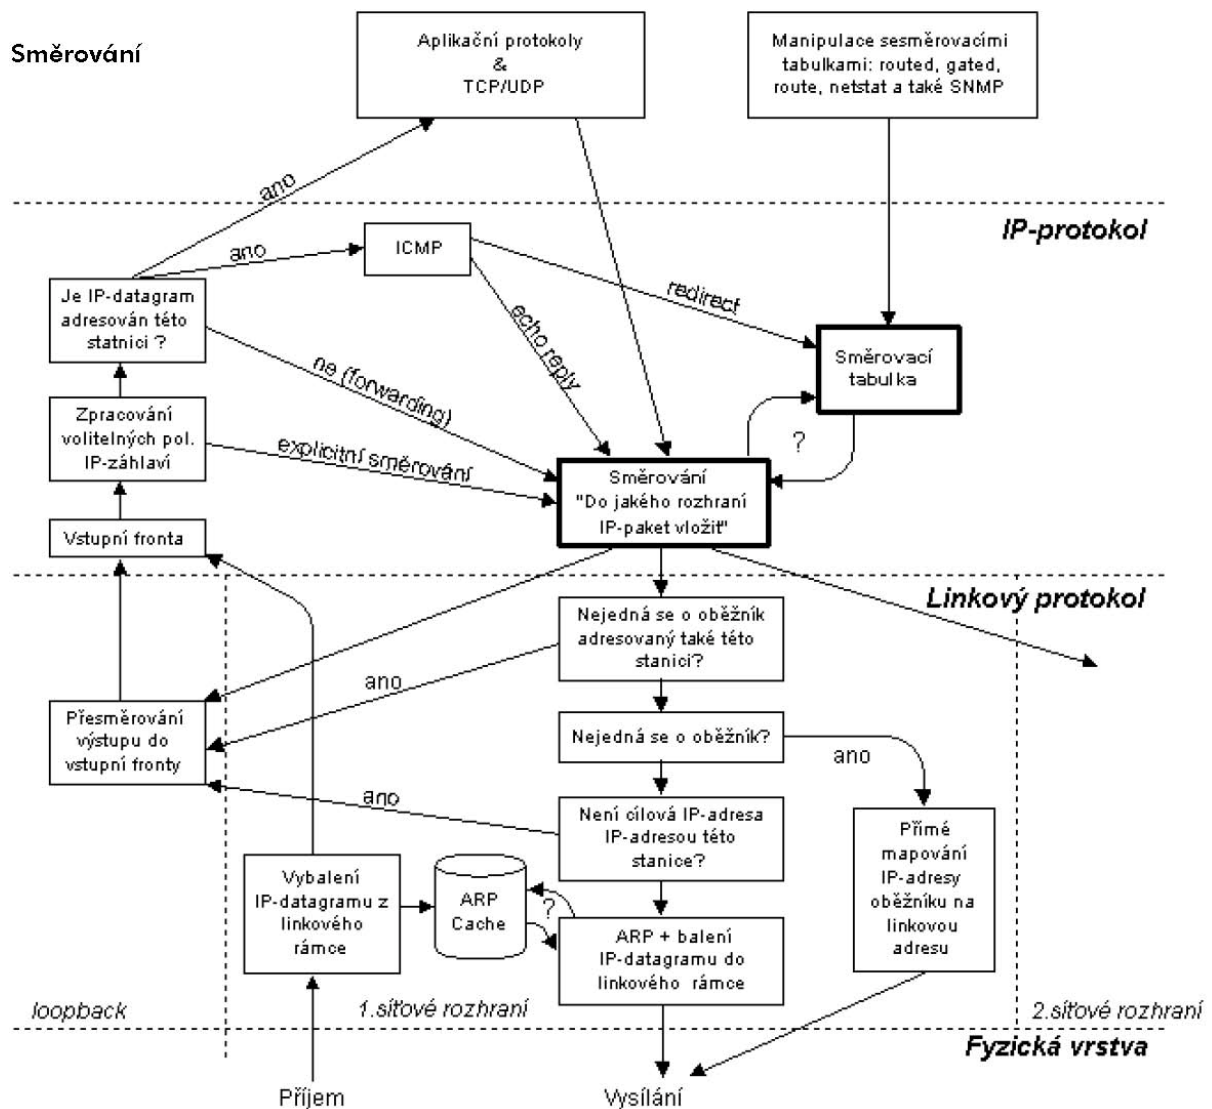 Směrování
Aplikační protokoly
&
TCP/UDP
Manipulace sesměrovacími
tabulkami: routed, gated,
route, netstat a také SNMP
ano
IP-protokol
ano
ICMP
redirect
echo reply
Je IP-datagram
adresován této
statnici ?
ne (forwarding)
Směrovací
tabulka
?
Zpracování
volitelných pol.
IP-záhlaví
explicitní směrování
Směrování
"Do jakého rozhraní
IP-paket vložit"
Vstupní fronta
Linkový protokol
Nejedná se o oběžník
adresovaný také této
stanici?
ano
Přesměrování
výstupu do
vstupní fronty
Nejedná se o oběžník?
ano
ano
Není cílová IP-adresa
IP-adresou této
stanice?
Přímé
mapování
IP-adresy
oběžníku na
linkovou
adresu
Vybalení
IP-datagramu z
linkového
rámce
ARP
Cache
?
ARP + balení
IP-datagramu do
linkového rámce
loopback
1.síťové rozhraní
2.síťové rozhraní
Fyzická vrstva
Příjem
Vysílání